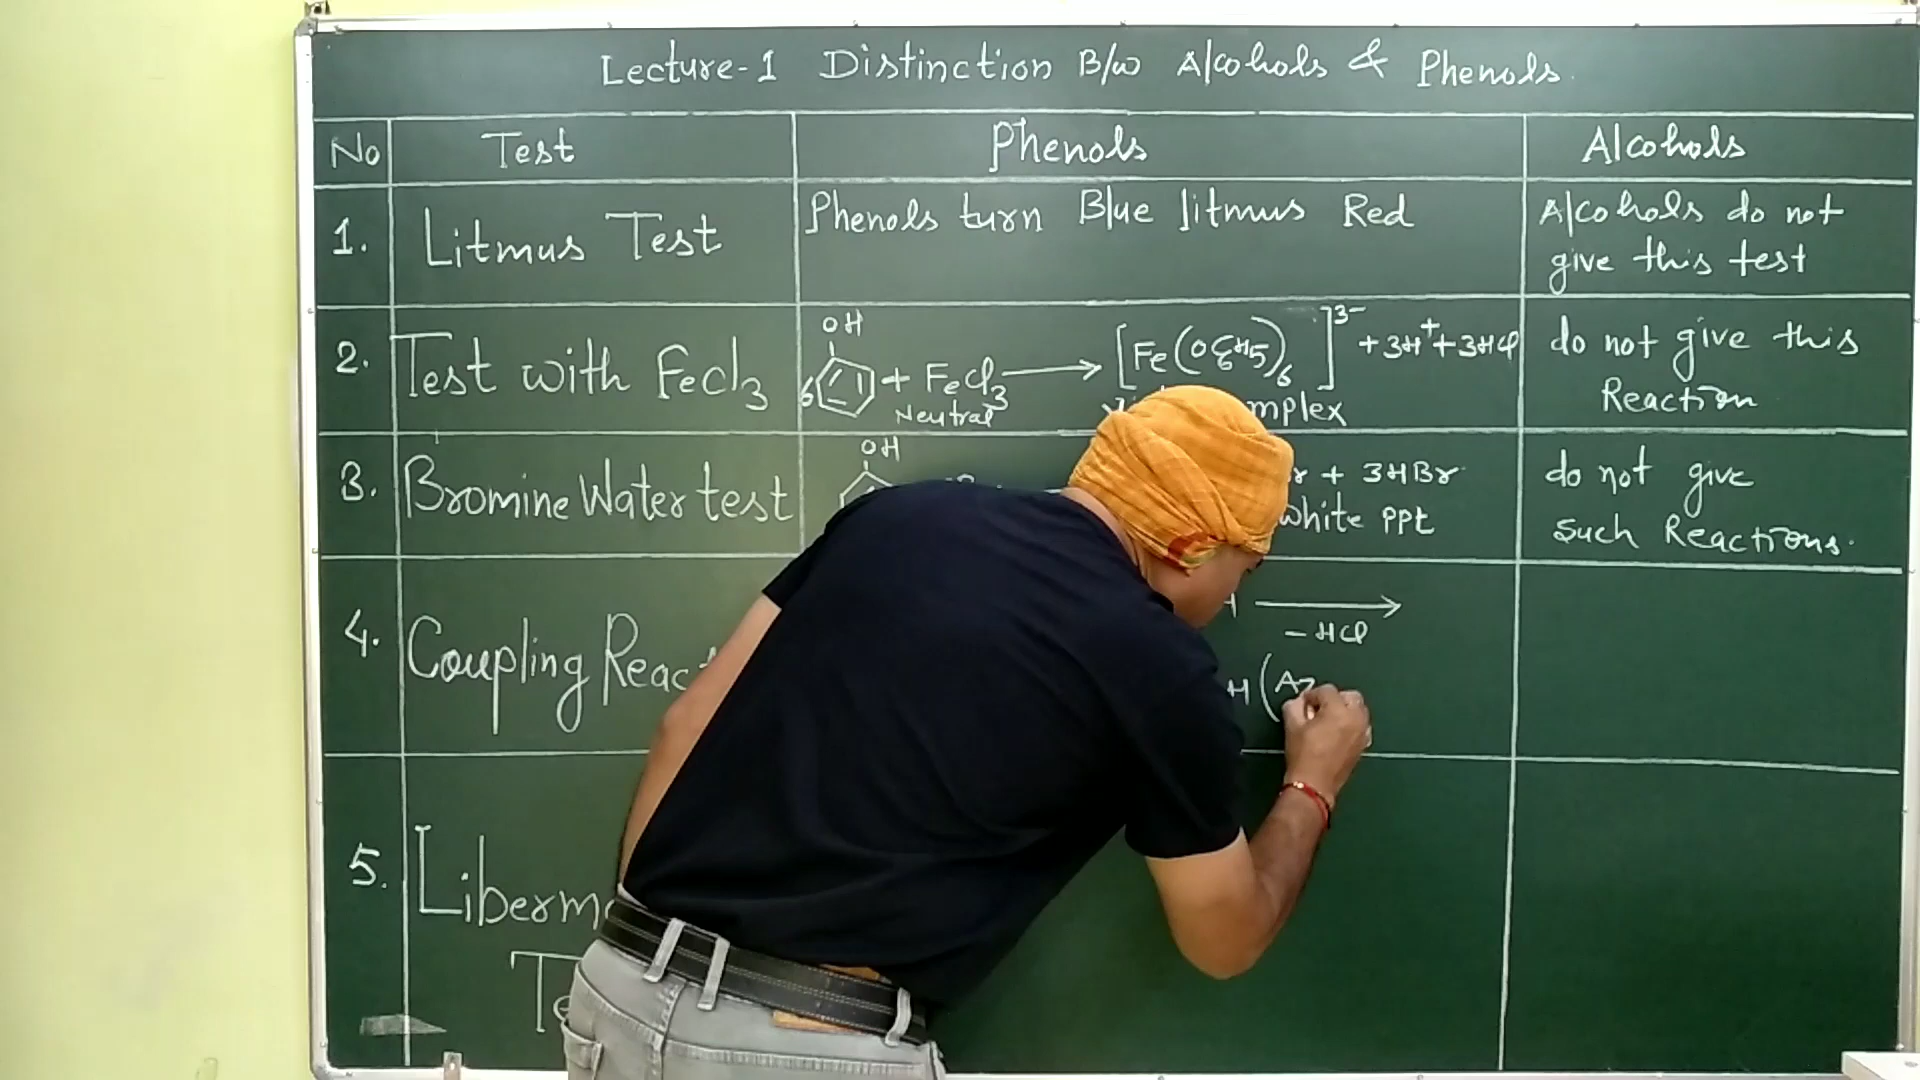 Lecture-1 Distinction B/w Alcohols & Phenols.
No Test Phenols Alcohols
1. Litmus Test Phenols turn Blue litmus Red Alcohols do not
give this test
2. Test with FeCl3 OH
6 + FeCl3 ⟶ [Fe(OC6H5)6]3- + 3H+ + 3HCl do not give this
Neutral mplex Reaction
3. Bromine Water test OH
r + 3HBr do not give
White ppt Such Reactions.
4. Coupling Reac ⟶
- HCl
H (Az
5. Liberma
Te